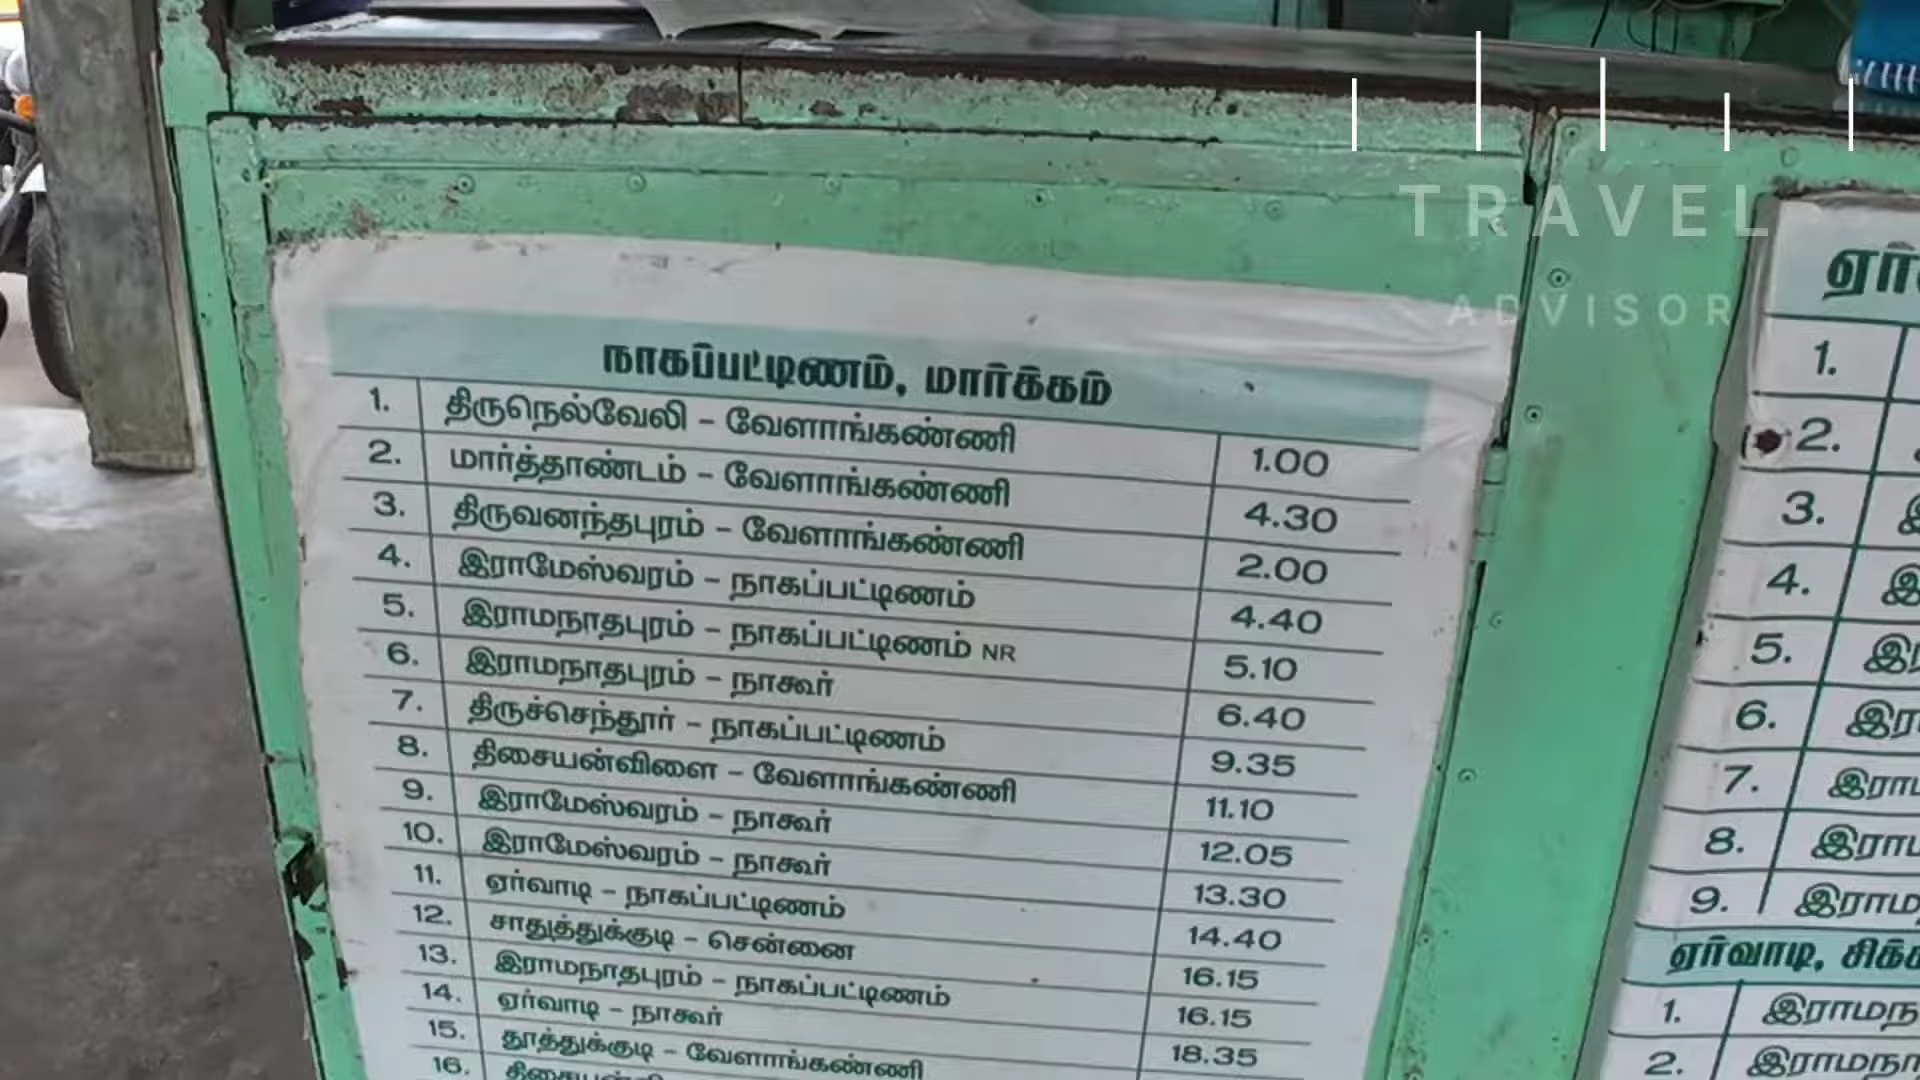 TRAVEL
ADVISOR
நாகப்பட்டிணம், மார்க்கம்
1. திருநெல்வேலி – வேளாங்கண்ணி 1.00
2. மார்த்தாண்டம் – வேளாங்கண்ணி 4.30
3. திருவனந்தபுரம் – வேளாங்கண்ணி 2.00
4. இராமேஸ்வரம் – நாகப்பட்டிணம் 4.40
5. இராமநாதபுரம் – நாகப்பட்டிணம் NR 5.10
6. இராமநாதபுரம் – நாகூர் 6.40
7. திருச்செந்தூர் – நாகப்பட்டிணம் 9.35
8. திசையன்விளை – வேளாங்கண்ணி 11.10
9. இராமேஸ்வரம் – நாகூர் 12.05
10. இராமேஸ்வரம் – நாகூர் 13.30
11. ஏர்வாடி – நாகப்பட்டிணம் 14.40
12. சாதுத்துக்குடி – சென்னை 16.15
13. இராமநாதபுரம் – நாகப்பட்டிணம் 16.15
14. ஏர்வாடி – நாகூர் 18.35
15. தூத்துக்குடி – வேளாங்கண்ணி
16.
1.
2.
3.
4.
5.
6.
7.
8.
9.
ஏர்வாடி,
1.
2.